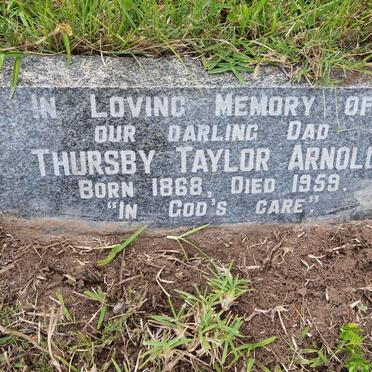 IN LOVING MEMORY OF
OUR DARLING DAD
THURSBY TAYLOR ARNOLD
BORN 1868. DIED 1959.
"IN GOD'S CARE."